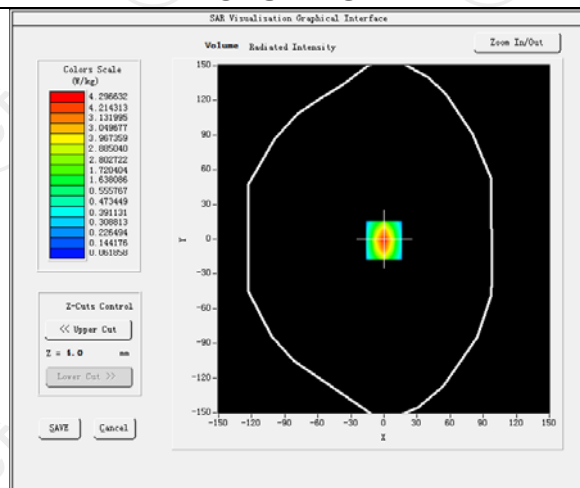 SAR Visualisation Graphical Interface
Volume Radiated Intensity
Zoom In/Out
Colors Scale
(W/kg)
4.296632
4.214313
3.131995
3.049677
3.967359
2.885040
2.802722
1.720404
1.638086
0.555767
0.473449
0.391131
0.308813
0.226494
0.144176
0.061858
150
120
90
60
30
0
-30
-60
-90
-120
-150
Y
-150 -120 -90 -60 -30 0 30 60 90 120 150
X
Z-Cuts Control
<< Upper Cut
Z = 4.0 mm
Lower Cut >>
SAVE Cancel